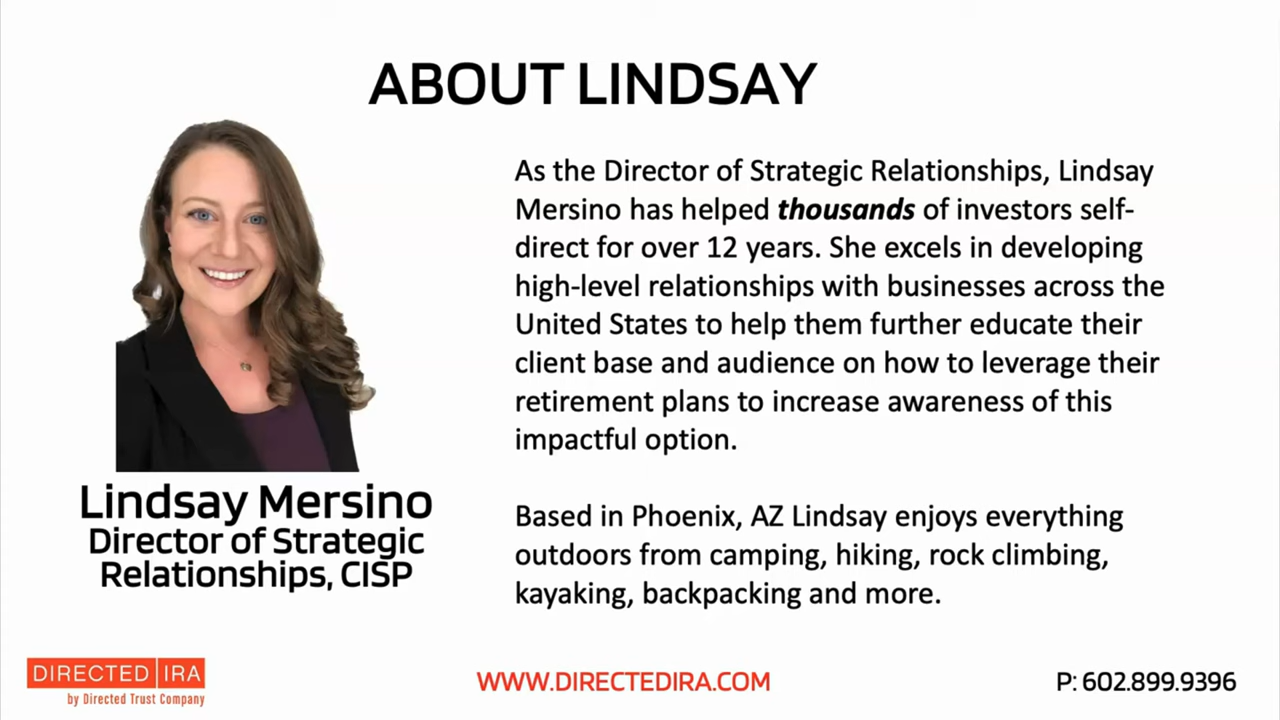 ABOUT LINDSAY
As the Director of Strategic Relationships, Lindsay
Mersino has helped thousands of investors self-
direct for over 12 years. She excels in developing
high-level relationships with businesses across the
United States to help them further educate their
client base and audience on how to leverage their
retirement plans to increase awareness of this
impactful option.
Based in Phoenix, AZ Lindsay enjoys everything
outdoors from camping, hiking, rock climbing,
kayaking, backpacking and more.
Lindsay Mersino
Director of Strategic
Relationships, CISP
DIRECTED | IRA
by Directed Trust Company
WWW.DIRECTEDIRA.COM
P: 602.899.9396